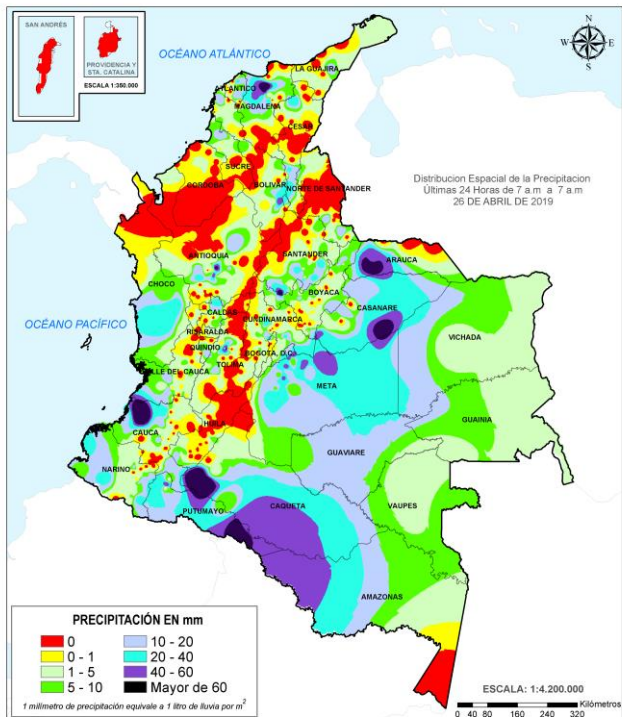 SAN ANDRÉS
PROVIDENCIA Y
STA. CATALINA
ESCALA 1:350.000
N
W
E
S
OCÉANO ATLÁNTICO
LA GUAJIRA
ATLANTICO
MAGDALENA
CESAR
SUCRE
CORDOBA
BOLIVAR
NORTE DE SANTANDER
Distribucion Espacial de la Precipitacion
Últimas 24 Horas de 7 a m a 7 a.m
26 DE ABRIL DE 2019
ANTIOQUIA
SANTANDER
ARAUCA
CHOCO
BOYACA
CASANARE
OCÉANO PACÍFICO
CALDAS
CUNDINAMARCA
RISARALDA
VICHADA
QUINDIO
BOGOTA, D.C.
TOLIMA
VALLE DEL CAUCA
META
GUAINIA
CAUCA
HUILA
GUAVIARE
NARIÑO
CAQUETA
VAUPES
PUTUMAYO
AMAZONAS
PRECIPITACIÓN EN mm
0
10 - 20
0 - 1
20 - 40
1 - 5
40 - 60
5 - 10
Mayor de 60
1 milímetro de precipitación equivale a 1 litro de lluvia por m2
ESCALA: 1:4.200.000
Kilómetros
0 40 80 160 240 320